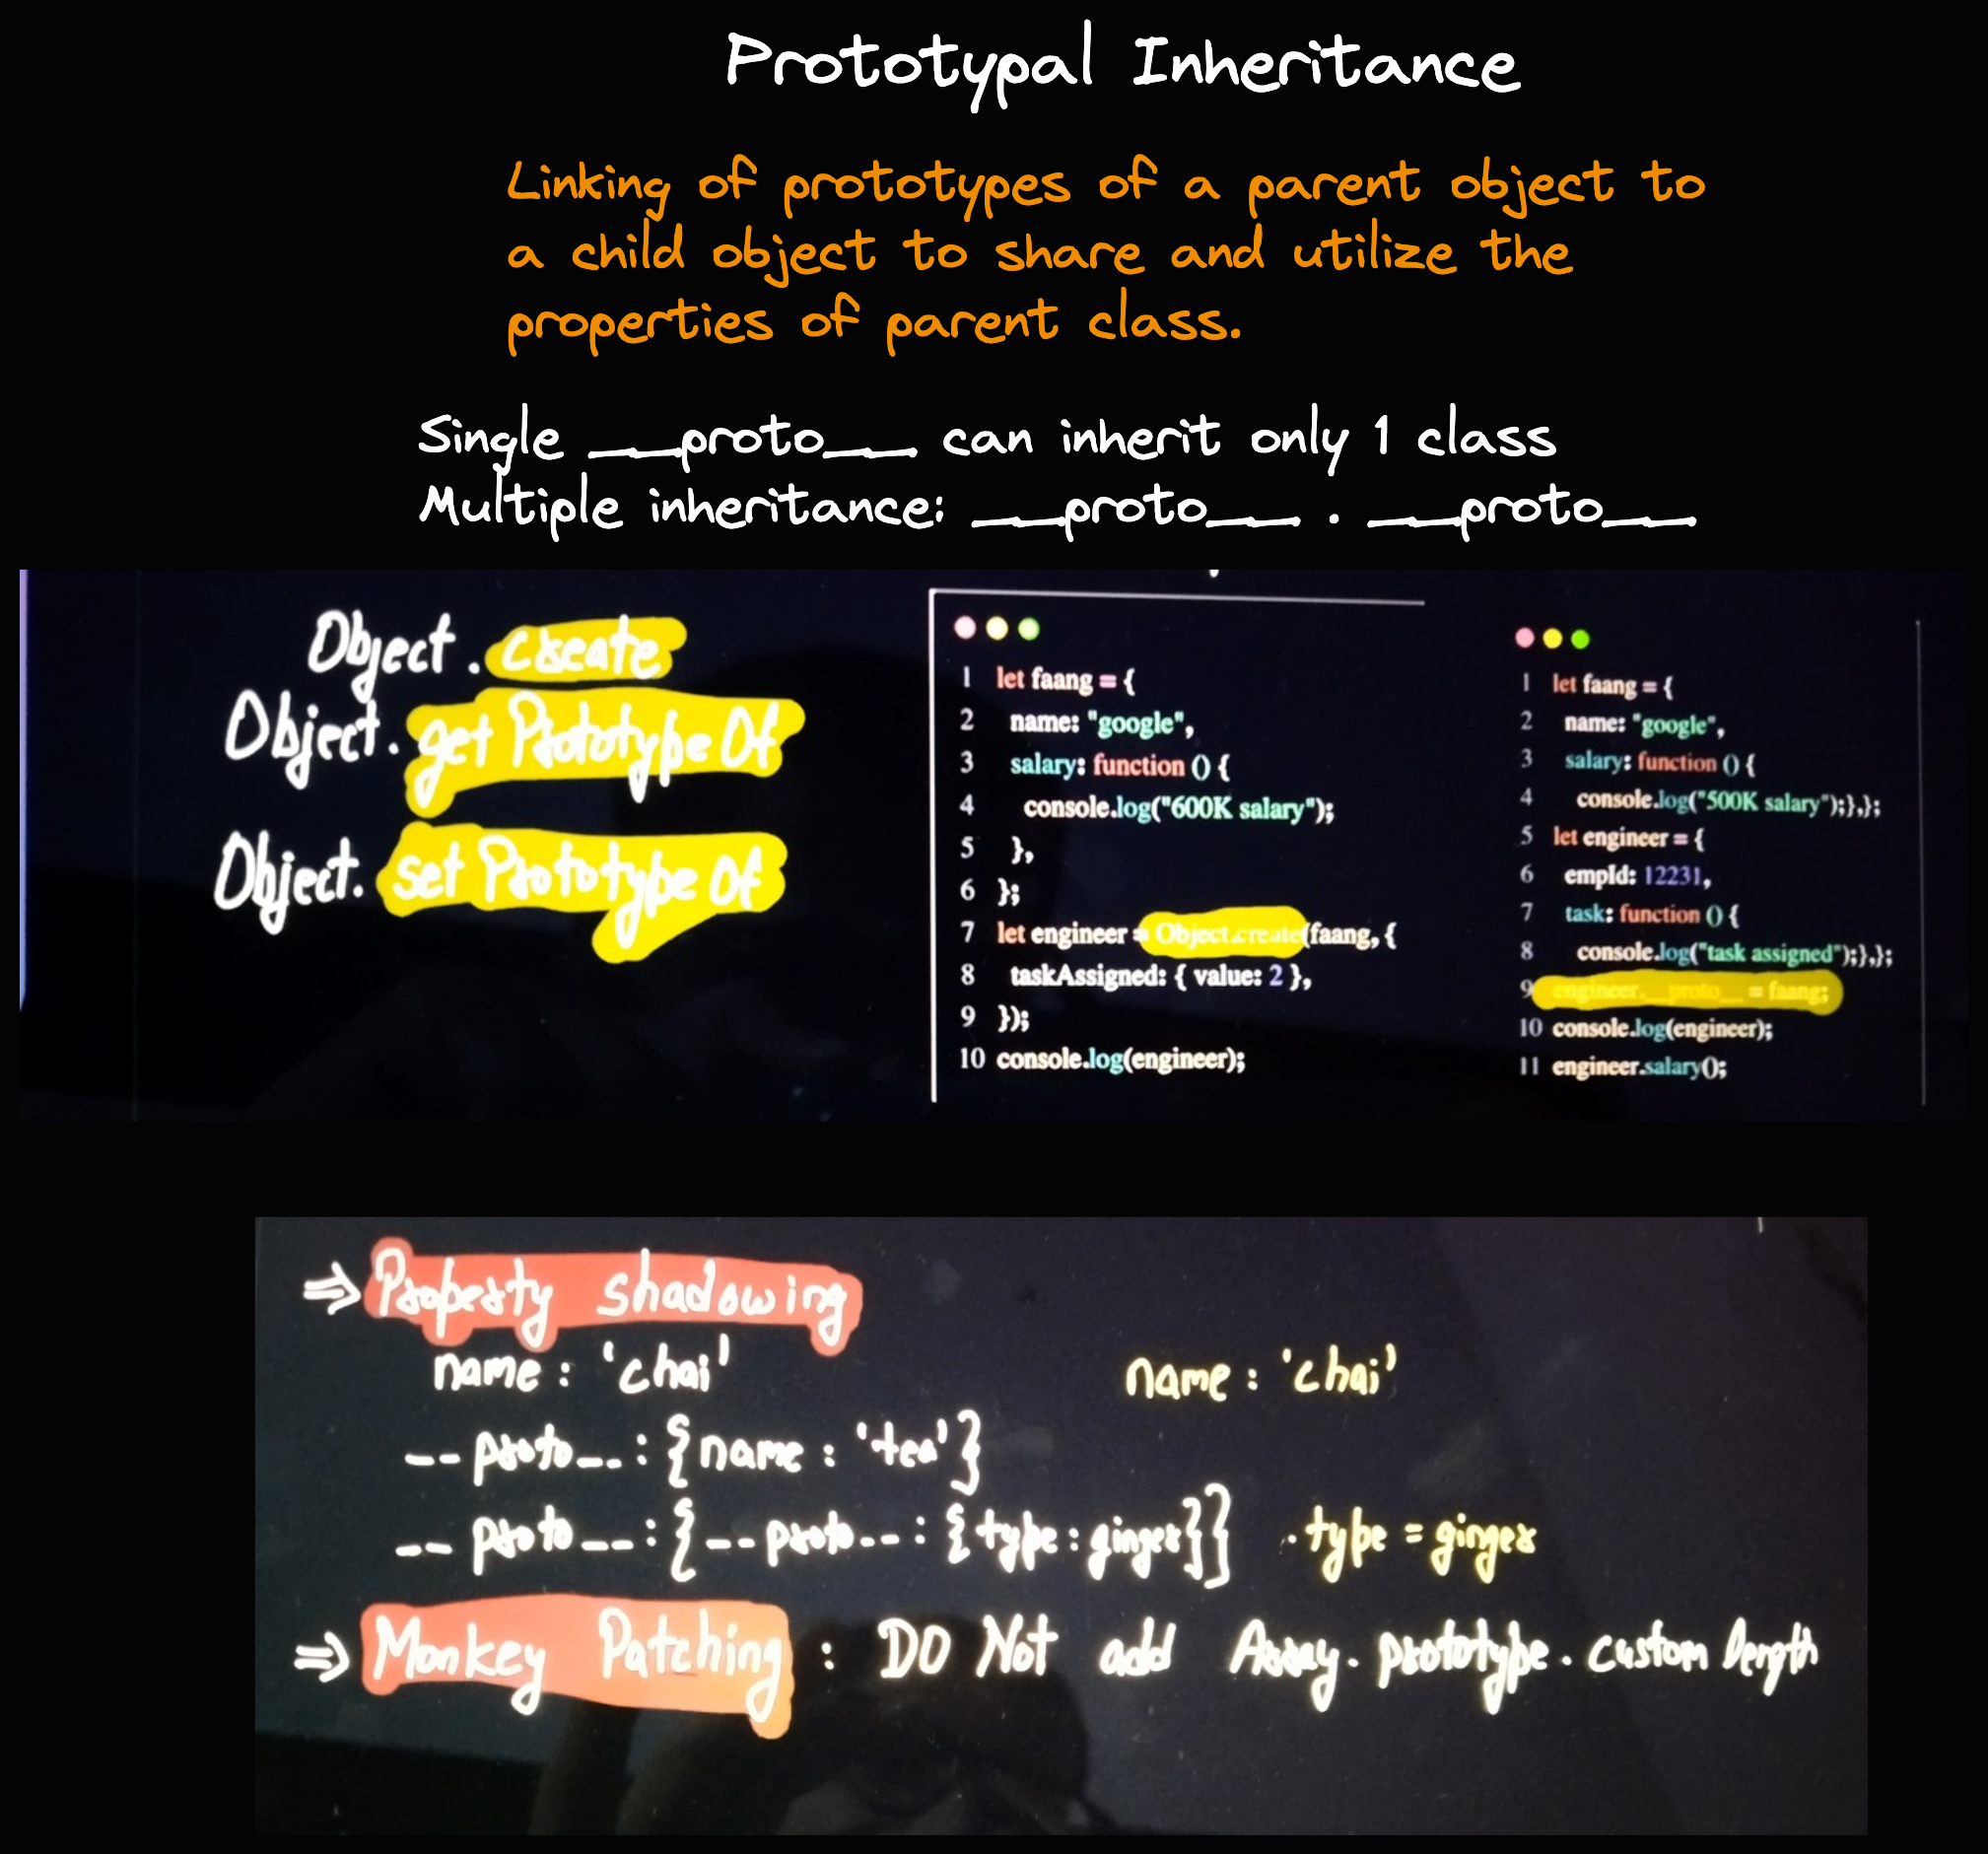 Prototypal Inheritance
Linking of prototypes of a parent object to
a child object to share and utilize the
properties of parent class.
Single __proto__ can inherit only 1 class
Multiple inheritance: __proto__ . __proto__
Object.create
Object.getPrototypeOf
Object.setPrototypeOf
1 let faang = {
2 name: "google",
3 salary: function () {
4 console.log("600K salary");
5 },
6 };
7 let engineer = Object.create(faang, {
8 taskAssigned: { value: 2 },
9 });
10 console.log(engineer);
1 let faang = {
2 name: "google",
3 salary: function () {
4 console.log("500K salary");},};
5 let engineer = {
6 empId: 12231,
7 task: function () {
8 console.log("task assigned");},};
9 engineer.__proto__ = faang;
10 console.log(engineer);
11 engineer.salary();
⇒ Property shadowing
name : 'chai' name : 'chai'
__proto__ : {name : 'tea'}
__proto__ : {__proto__ : {type : ginger}} .type = ginger
⇒ Monkey Patching : DO Not add Array.prototype.custom length